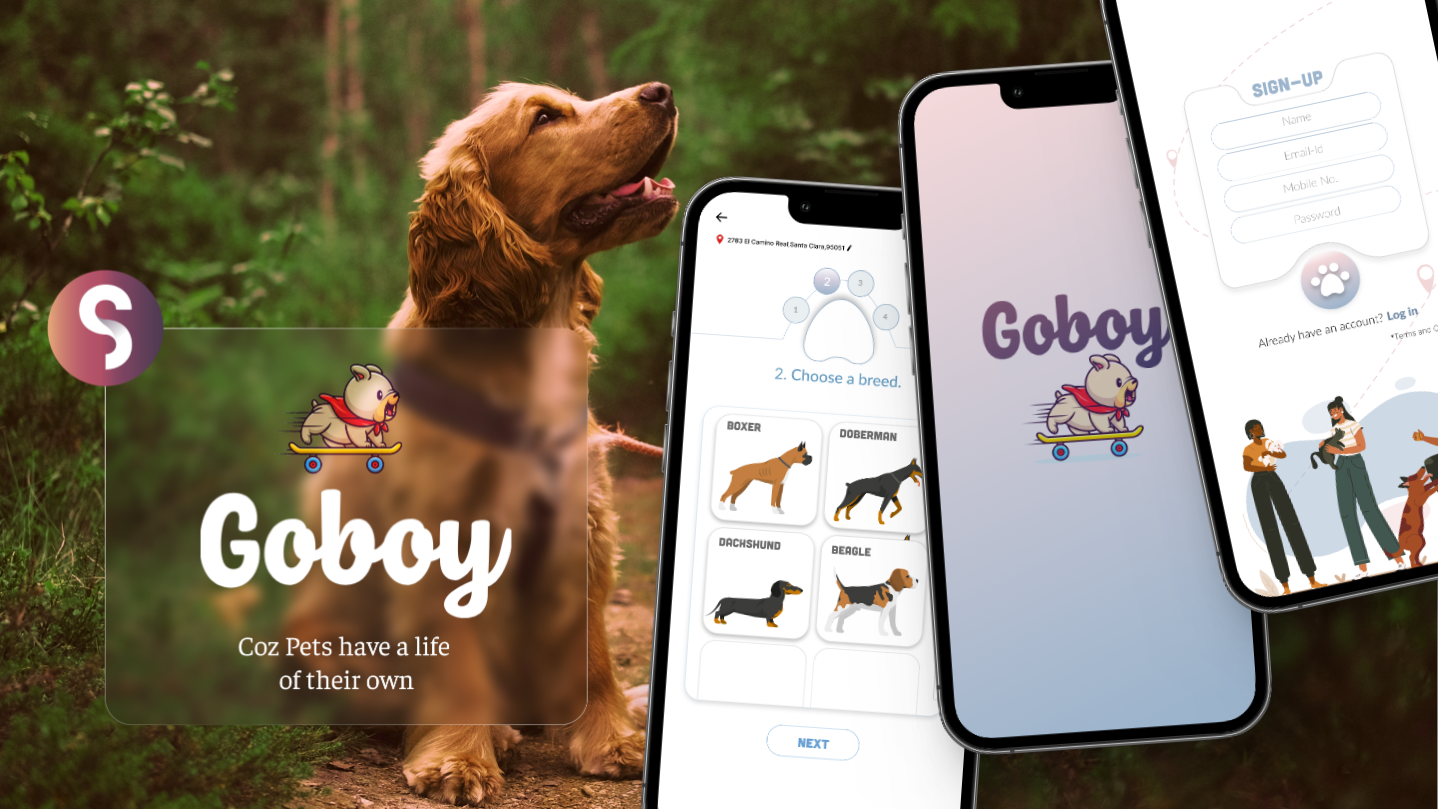 S
Goboy
Coz Pets have a life
of their own
2783 El Camino Real Santa Clara,95051
1
2
3
4
2. Choose a breed.
BOXER
DOBERMAN
DACHSHUND
BEAGLE
NEXT
Goboy
SIGN-UP
Name
Email-Id
Mobile No.
Password
Already have an account? Log in
*Terms and